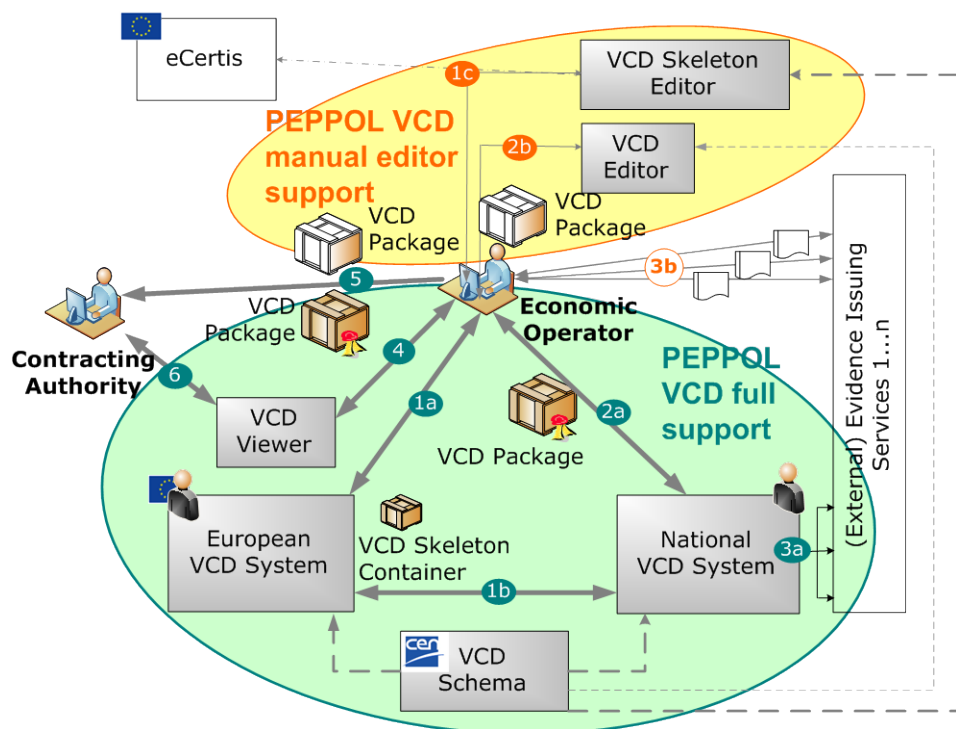 eCertis
1c
VCD Skeleton
Editor
PEPPOL VCD
manual editor
support
2b
VCD
Editor
VCD
Package
VCD
Package
3b
5
Economic
Operator
VCD
Package
Contracting
Authority
6
4
1a
2a
PEPPOL
VCD full
support
(External) Evidence Issuing
Services 1...n
VCD
Viewer
VCD Package
European
VCD System
VCD Skeleton
Container
National
VCD System
3a
1b
cen
VCD
Schema